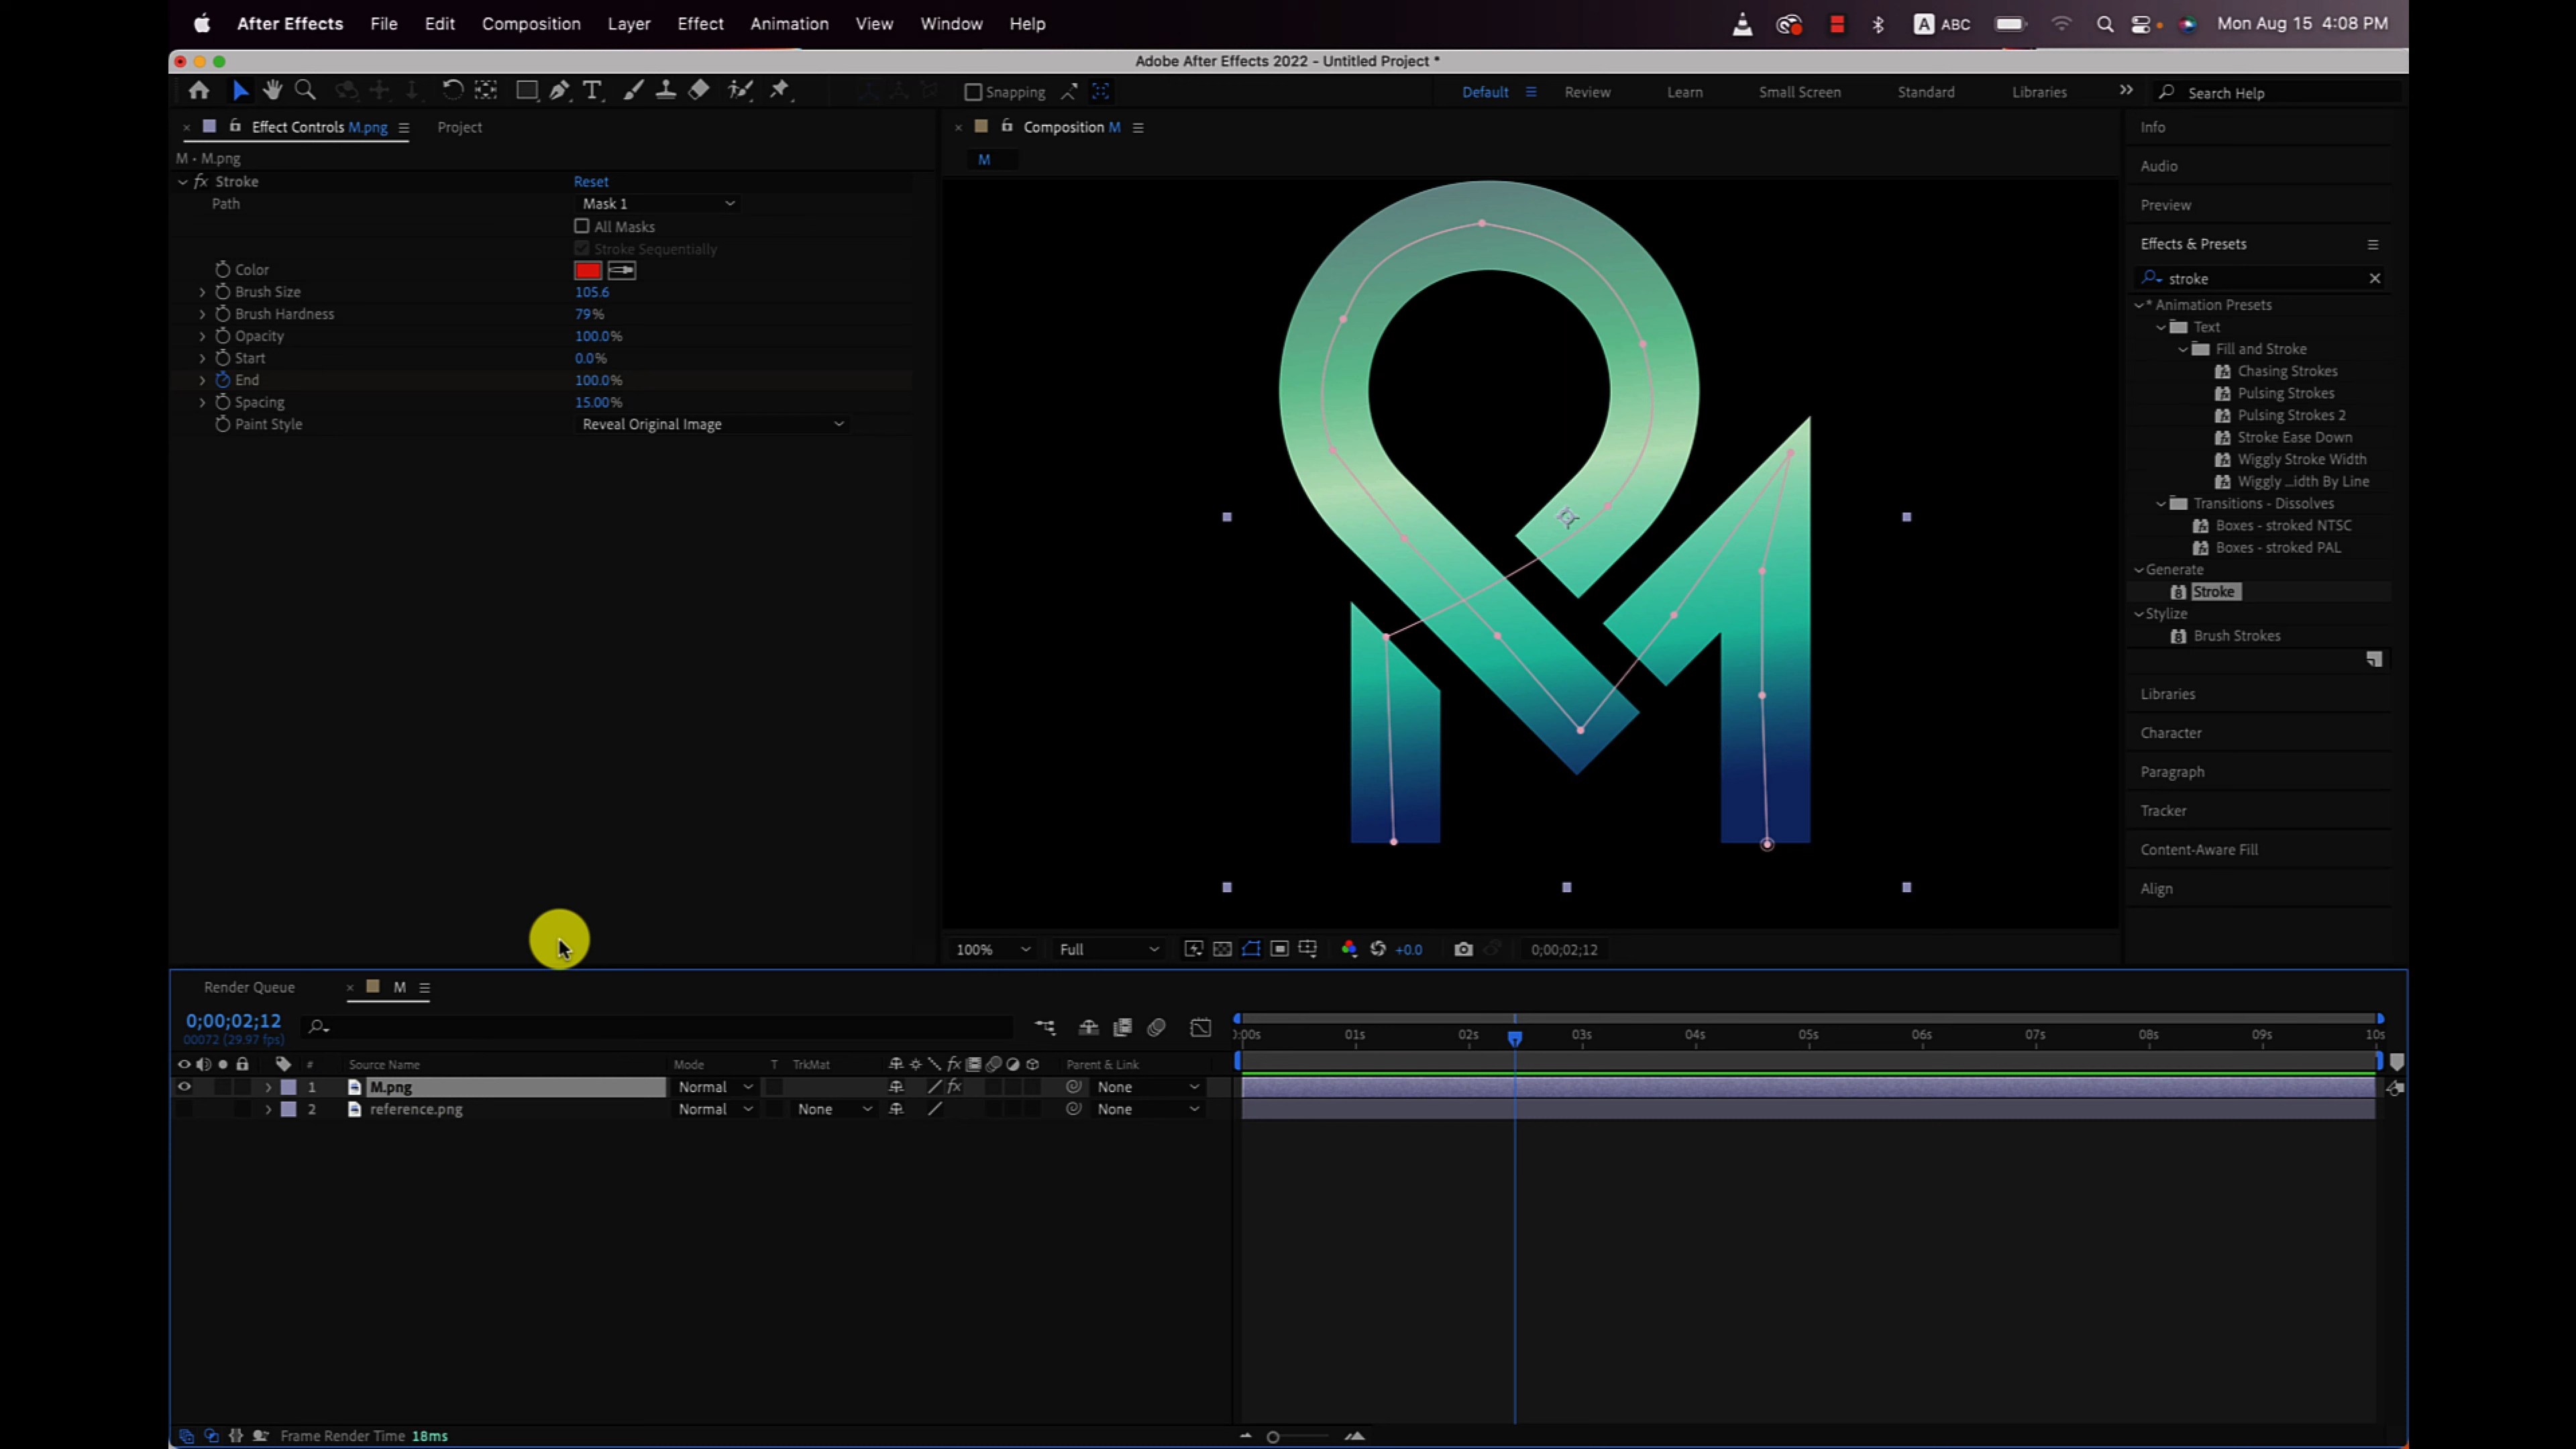 After Effects File Edit Composition Layer Effect Animation View Window Help A ABC Mon Aug 15 4:08 PM
Adobe After Effects 2022 - Untitled Project *
T Snapping Default Review Learn Small Screen Standard Libraries Search Help
Effect Controls M.png Project
M • M.png
fx Stroke Reset
Path Mask 1
All Masks
Stroke Sequentially
Color
Brush Size 105.6
Brush Hardness 79%
Opacity 100.0%
Start 0.0%
End 100.0%
Spacing 15.00%
Paint Style Reveal Original Image
Composition M
M
100% Full +0.0 0;00;02;12
Info
Audio
Preview
Effects & Presets
stroke
* Animation Presets
Text
Fill and Stroke
Chasing Strokes
Pulsing Strokes
Pulsing Strokes 2
Stroke Ease Down
Wiggly Stroke Width
Wiggly ...idth By Line
Transitions - Dissolves
Boxes - stroked NTSC
Boxes - stroked PAL
Generate
Stroke
Stylize
Brush Strokes
Libraries
Character
Paragraph
Tracker
Content-Aware Fill
Align
Render Queue M
0;00;02;12
00072 (29.97 fps)
:00s 01s 02s 03s 04s 05s 06s 07s 08s 09s 10s
# Source Name Mode T TrkMat fx Parent & Link
1 M.png Normal fx None
2 reference.png Normal None None
Frame Render Time 18ms